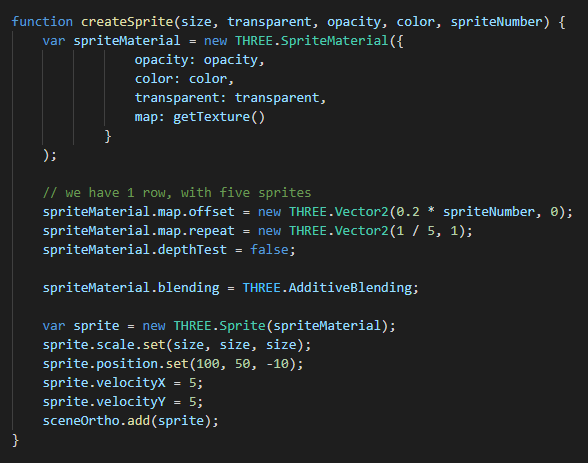 function createSprite(size, transparent, opacity, color, spriteNumber) {
    var spriteMaterial = new THREE.SpriteMaterial({
                opacity: opacity,
                color: color,
                transparent: transparent,
                map: getTexture()
            }
    );

    // we have 1 row, with five sprites
    spriteMaterial.map.offset = new THREE.Vector2(0.2 * spriteNumber, 0);
    spriteMaterial.map.repeat = new THREE.Vector2(1 / 5, 1);
    spriteMaterial.depthTest = false;

    spriteMaterial.blending = THREE.AdditiveBlending;

    var sprite = new THREE.Sprite(spriteMaterial);
    sprite.scale.set(size, size, size);
    sprite.position.set(100, 50, -10);
    sprite.velocityX = 5;
    sprite.velocityY = 5;
    sceneOrtho.add(sprite);
}